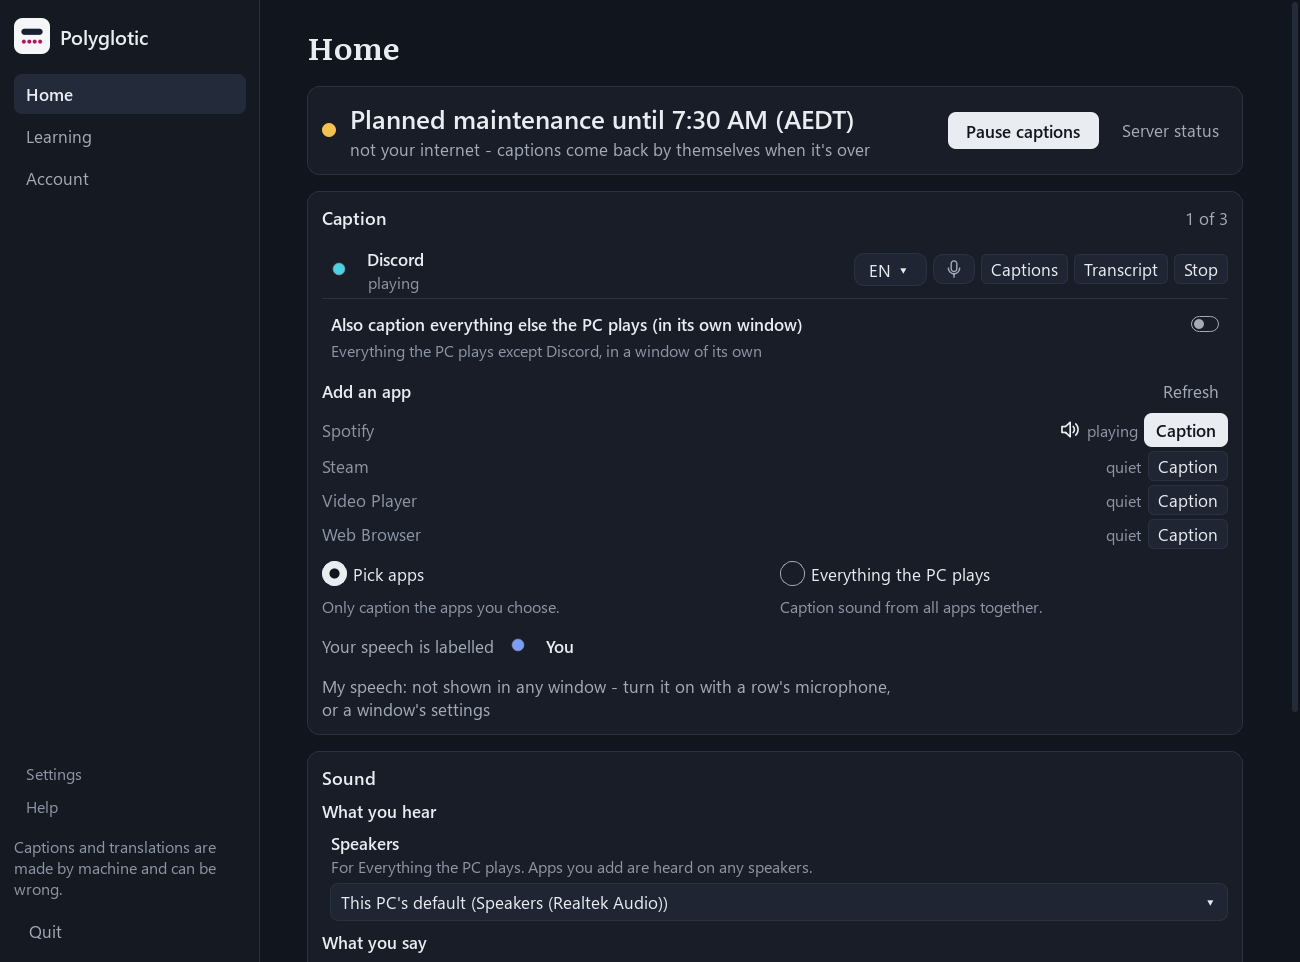 Polyglotic
Home
Learning
Account
Settings
Help
Captions and translations are
made by machine and can be
wrong.
Quit
Home
Planned maintenance until 7:30 AM (AEDT)
not your internet - captions come back by themselves when it's over
Pause captions
Server status
Caption
1 of 3
Discord
playing
EN
Captions
Transcript
Stop
Also caption everything else the PC plays (in its own window)
Everything the PC plays except Discord, in a window of its own
Add an app
Refresh
Spotify
playing
Caption
Steam
quiet
Caption
Video Player
quiet
Caption
Web Browser
quiet
Caption
Pick apps
Only caption the apps you choose.
Everything the PC plays
Caption sound from all apps together.
Your speech is labelled
You
My speech: not shown in any window - turn it on with a row's microphone,
or a window's settings
Sound
What you hear
Speakers
For Everything the PC plays. Apps you add are heard on any speakers.
This PC's default (Speakers (Realtek Audio))
What you say